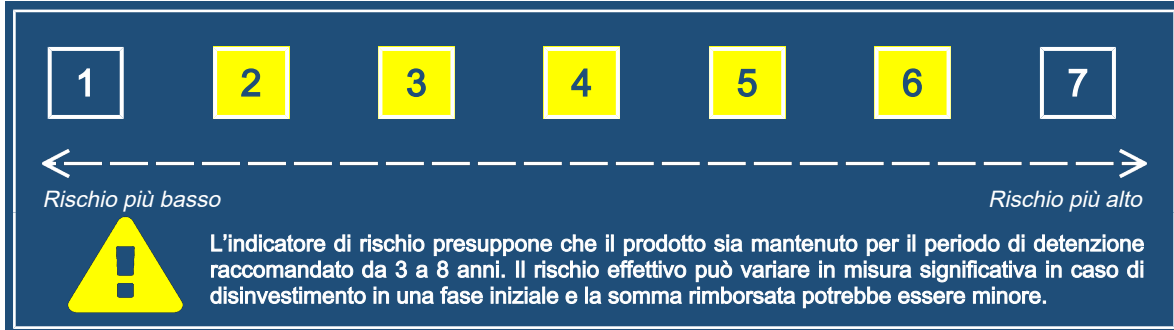 1 2 3 4 5 6 7
Rischio più basso Rischio più alto
L'indicatore di rischio presuppone che il prodotto sia mantenuto per il periodo di detenzione
raccomandato da 3 a 8 anni. Il rischio effettivo può variare in misura significativa in caso di
disinvestimento in una fase iniziale e la somma rimborsata potrebbe essere minore.